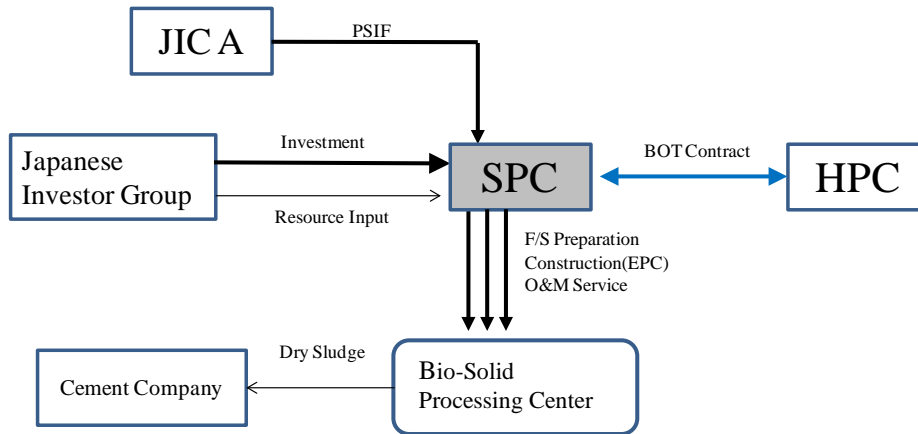 JIC A
PSIF
Japanese
Investor Group
Investment
Resource Input
SPC
BOT Contract
HPC
F/S Preparation
Construction(EPC)
O&M Service
Cement Company
Dry Sludge
Bio-Solid
Processing Center